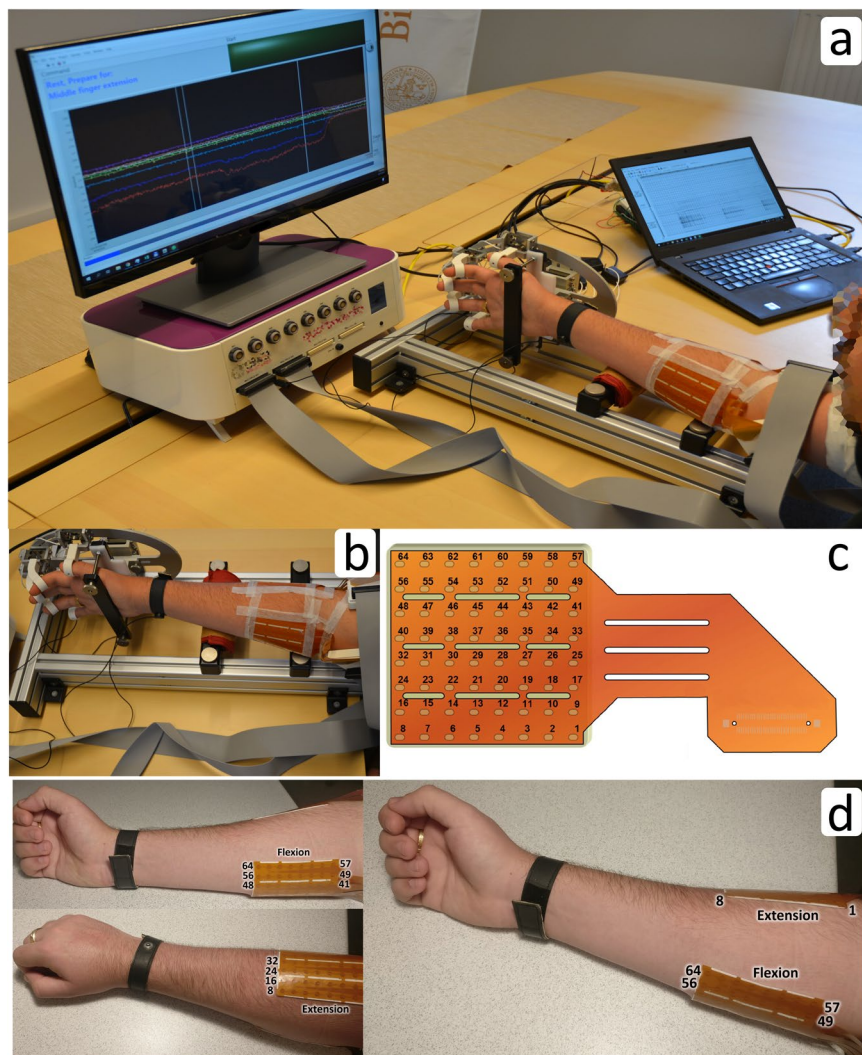 a
Command
Rest, Prepare for:
Middle finger extension
Bi
b
c
64 63 62 61 60 59 58 57
56 55 54 53 52 51 50 49
48 47 46 45 44 43 42 41
40 39 38 37 36 35 34 33
32 31 30 29 28 27 26 25
24 23 22 21 20 19 18 17
16 15 14 13 12 11 10 9
8 7 6 5 4 3 2 1
d
Flexion
64 57
56 49
48 41
32
24
16
8
Extension
8 1
Extension
Flexion
64
56
57
49